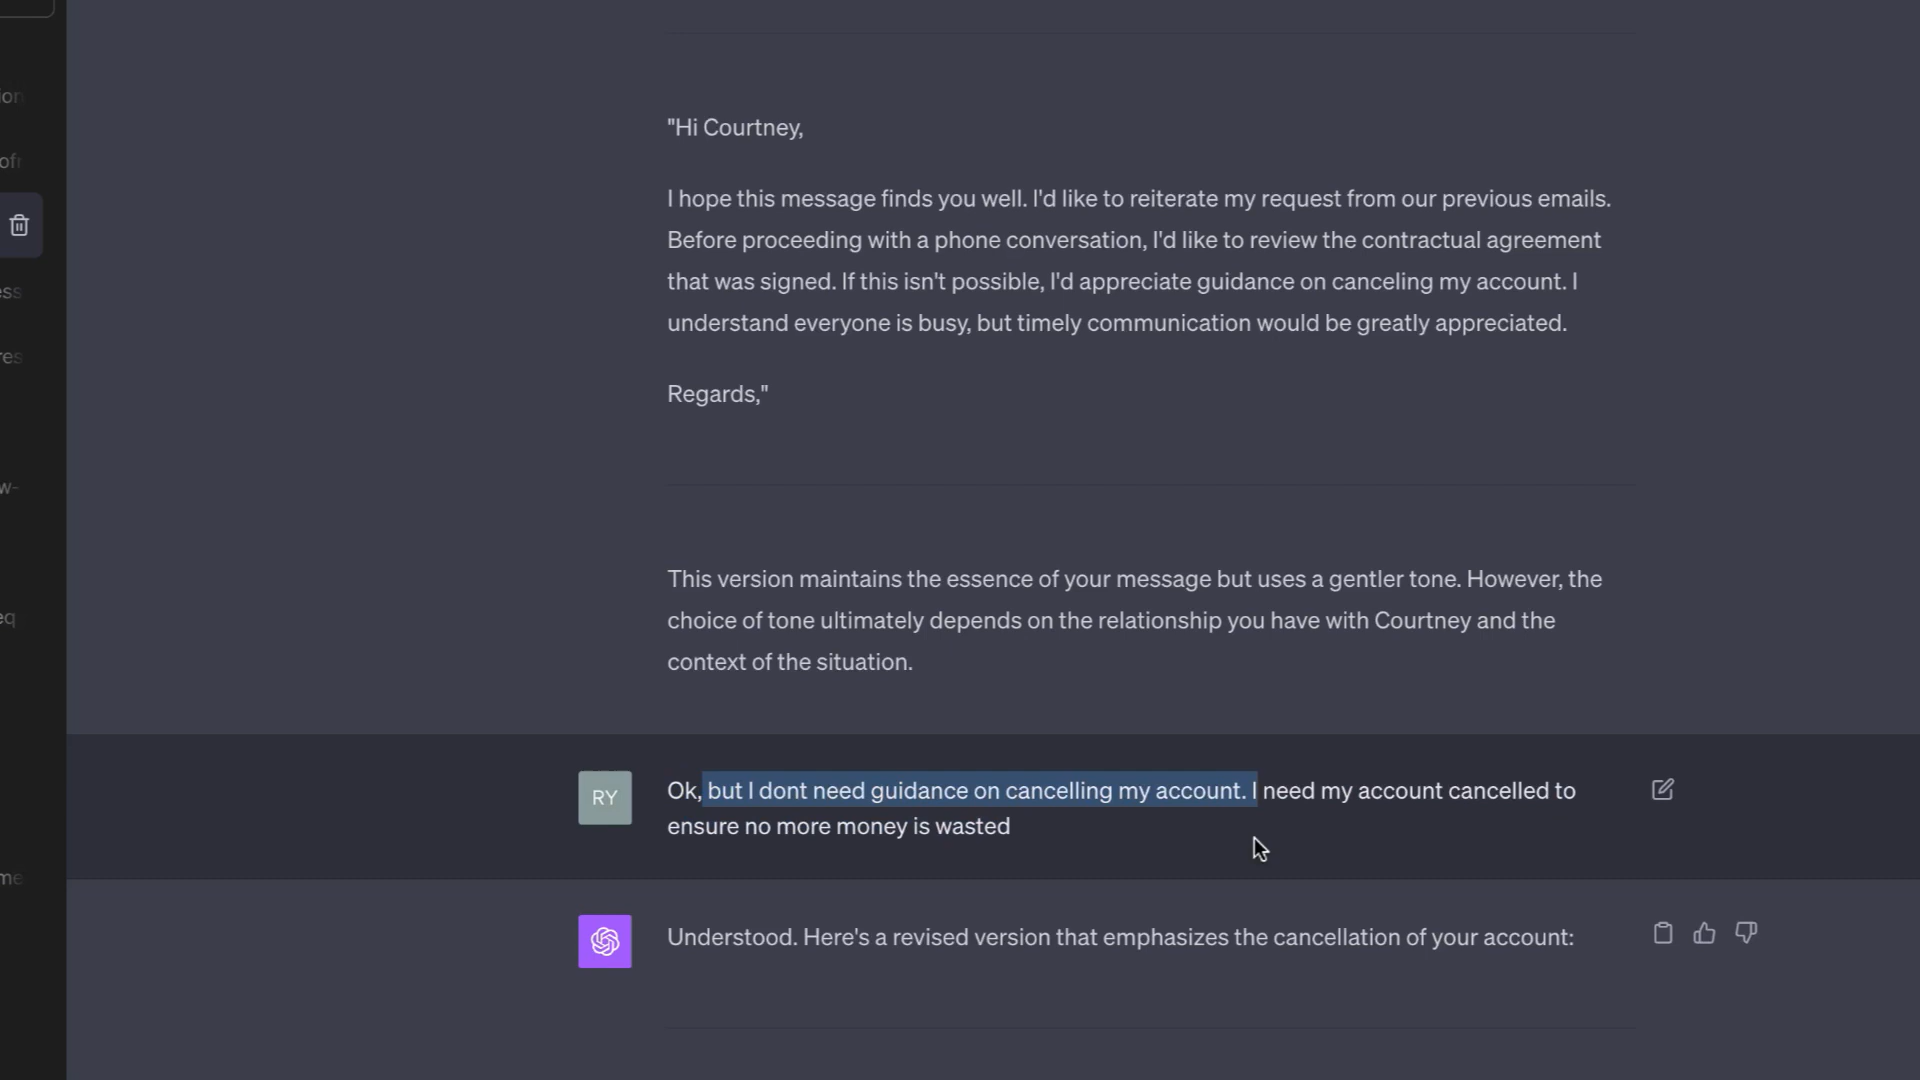 ion
ofr
"Hi Courtney,
I hope this message finds you well. I'd like to reiterate my request from our previous emails.
Before proceeding with a phone conversation, I'd like to review the contractual agreement
that was signed. If this isn't possible, I'd appreciate guidance on canceling my account. I
ess
understand everyone is busy, but timely communication would be greatly appreciated.
res
Regards,"
w-
This version maintains the essence of your message but uses a gentler tone. However, the
eq
choice of tone ultimately depends on the relationship you have with Courtney and the
context of the situation.
RY
Ok, but I dont need guidance on cancelling my account. I need my account cancelled to
ensure no more money is wasted
me
Understood. Here's a revised version that emphasizes the cancellation of your account: